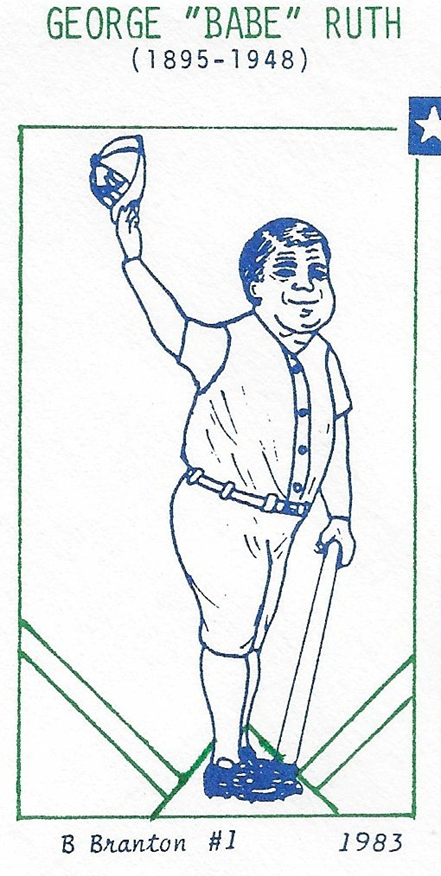 GEORGE "BABE" RUTH
(1895-1948)
B Branton #1 1983